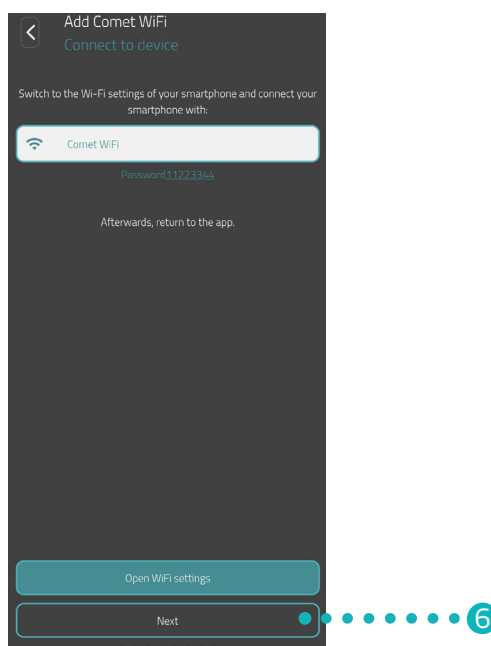 Add Comet WiFi
Connect to device
Switch to the Wi-Fi settings of your smartphone and connect your
smartphone with:
Comet WiFi
Password11223344
Afterwards, return to the app.
Open WiFi settings
Next
6